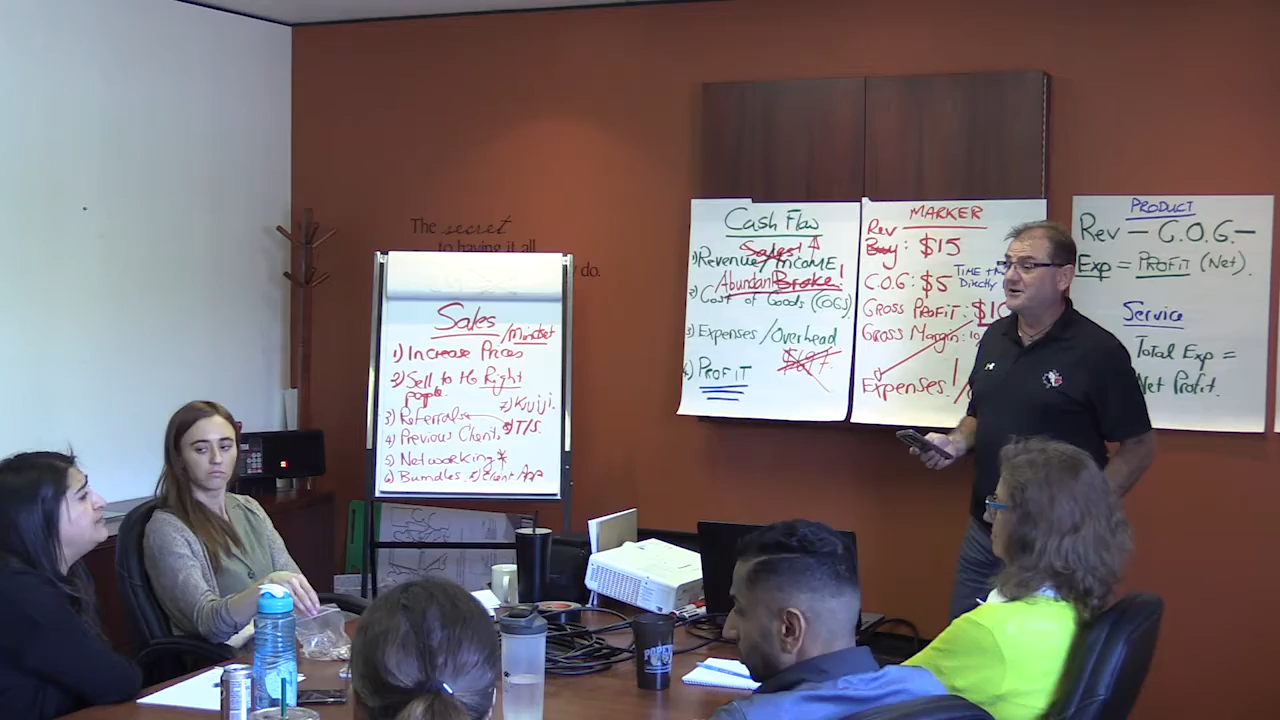 The secret
to having it all
do.
Sales
/Mindset
1) Increase Prices
2) Sell to the Right
people.
7) Kijiji.
3) Referrals
8) T/S.
4) Previous Clients
5) Networking *
6) Bundles. 9) Client App
Cash Flow
Sales!
1) Revenue/Income
Abundant Broke!
2) Cost of Goods (COGS)
3) Expenses/Overhead
4) PROFIT
MARKER
Rev
Buy: $15
C.O.G: $5 TIME +
Directly
GROSS PROFIT: $10
GROSS Margin:
Expenses!
PRODUCT
Rev - C.O.G. -
Exp = PROFIT (Net).
Service
Total Exp =
Net Profit.